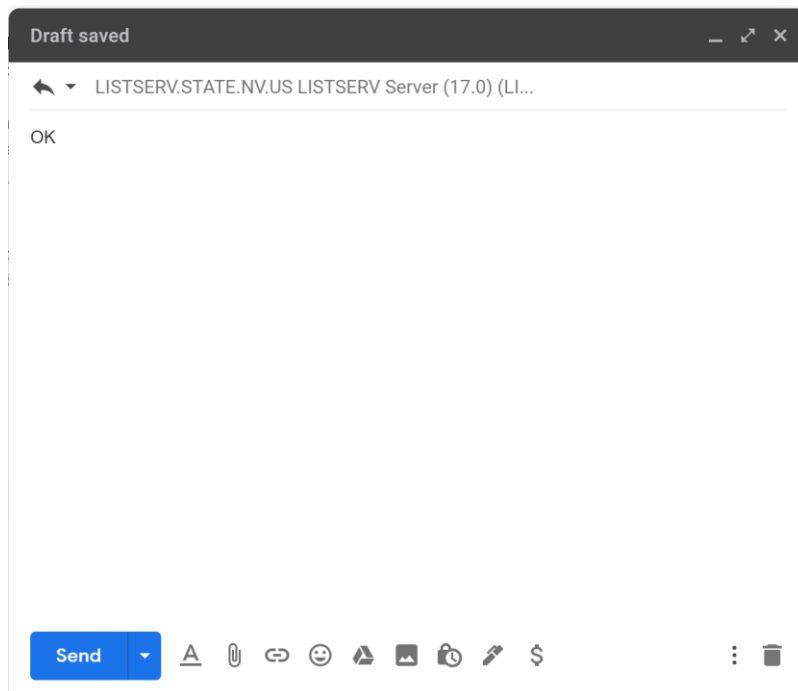 Draft saved
LISTSERV.STATE.NV.US LISTSERV Server (17.0) (LI...
OK
Send